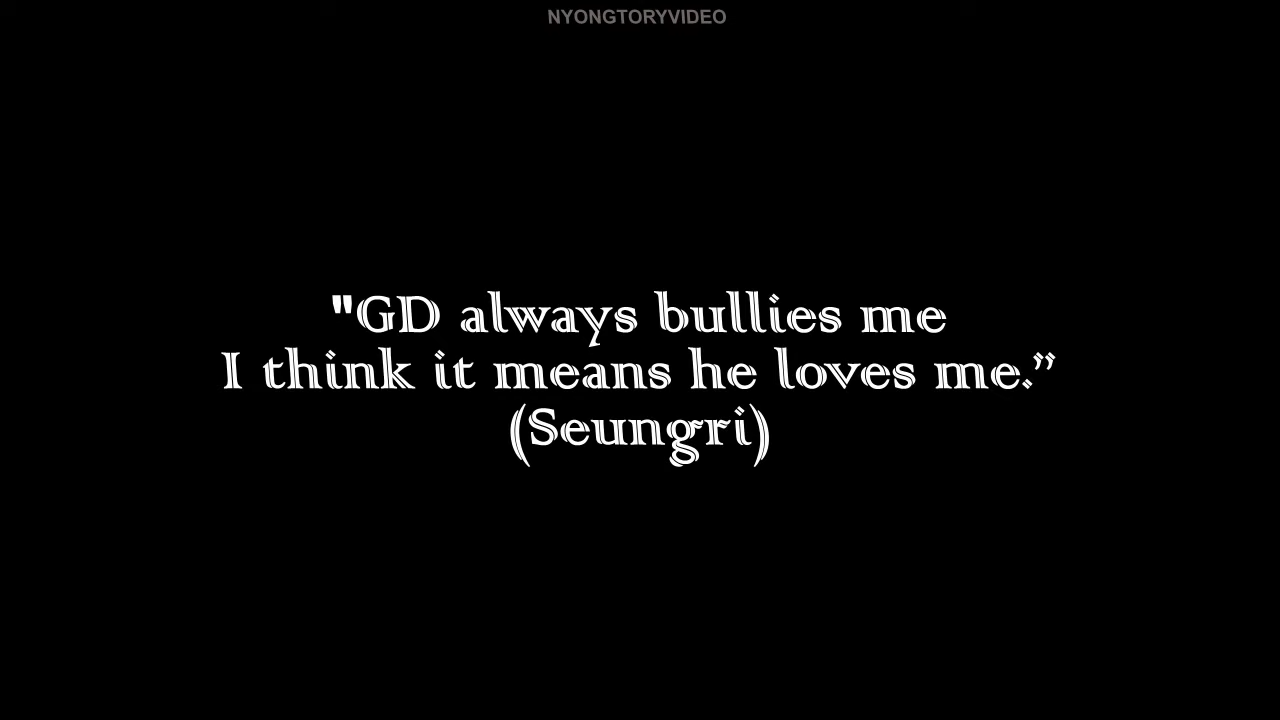 NYONGTORYVIDEO
"GD always bullies me
I think it means he loves me.”
(Seungri)